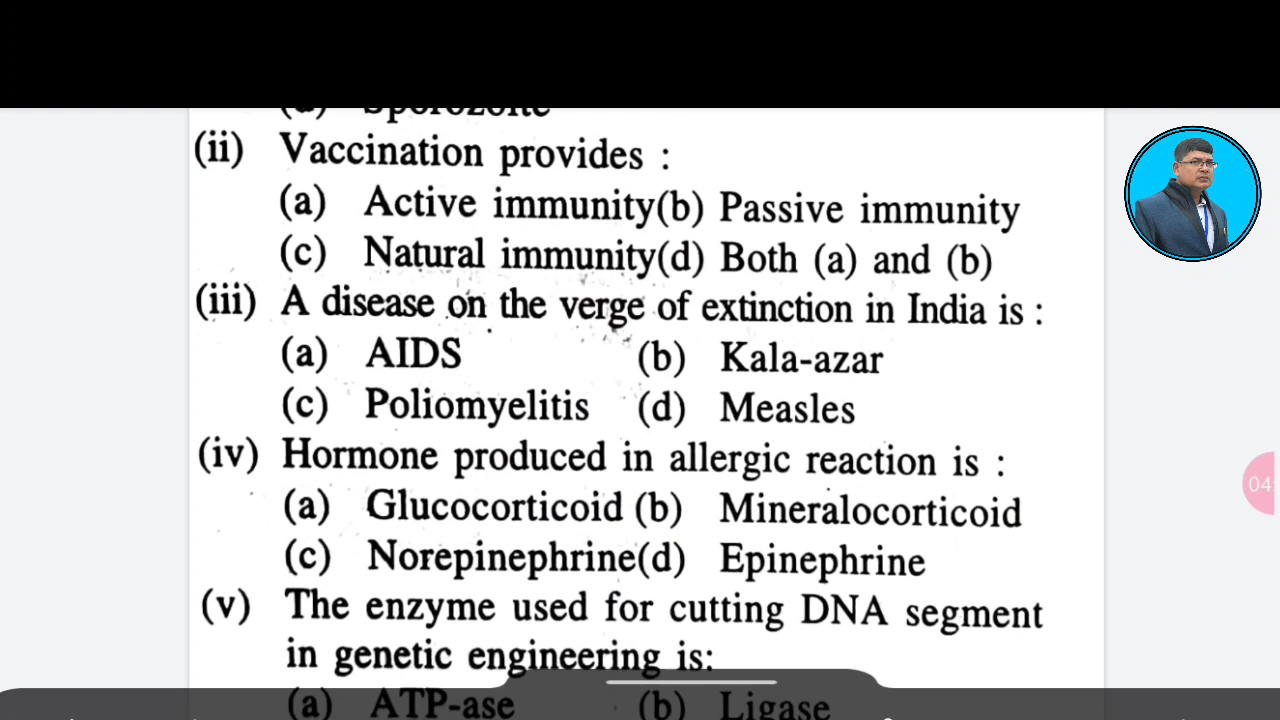 (d) Sporozoite
(ii) Vaccination provides :
(a) Active immunity(b) Passive immunity
(c) Natural immunity(d) Both (a) and (b)
(iii) A disease on the verge of extinction in India is :
(a) AIDS (b) Kala-azar
(c) Poliomyelitis (d) Measles
(iv) Hormone produced in allergic reaction is :
(a) Glucocorticoid (b) Mineralocorticoid
(c) Norepinephrine(d) Epinephrine
(v) The enzyme used for cutting DNA segment
in genetic engineering is:
(a) ATP-ase (b) Ligase
04